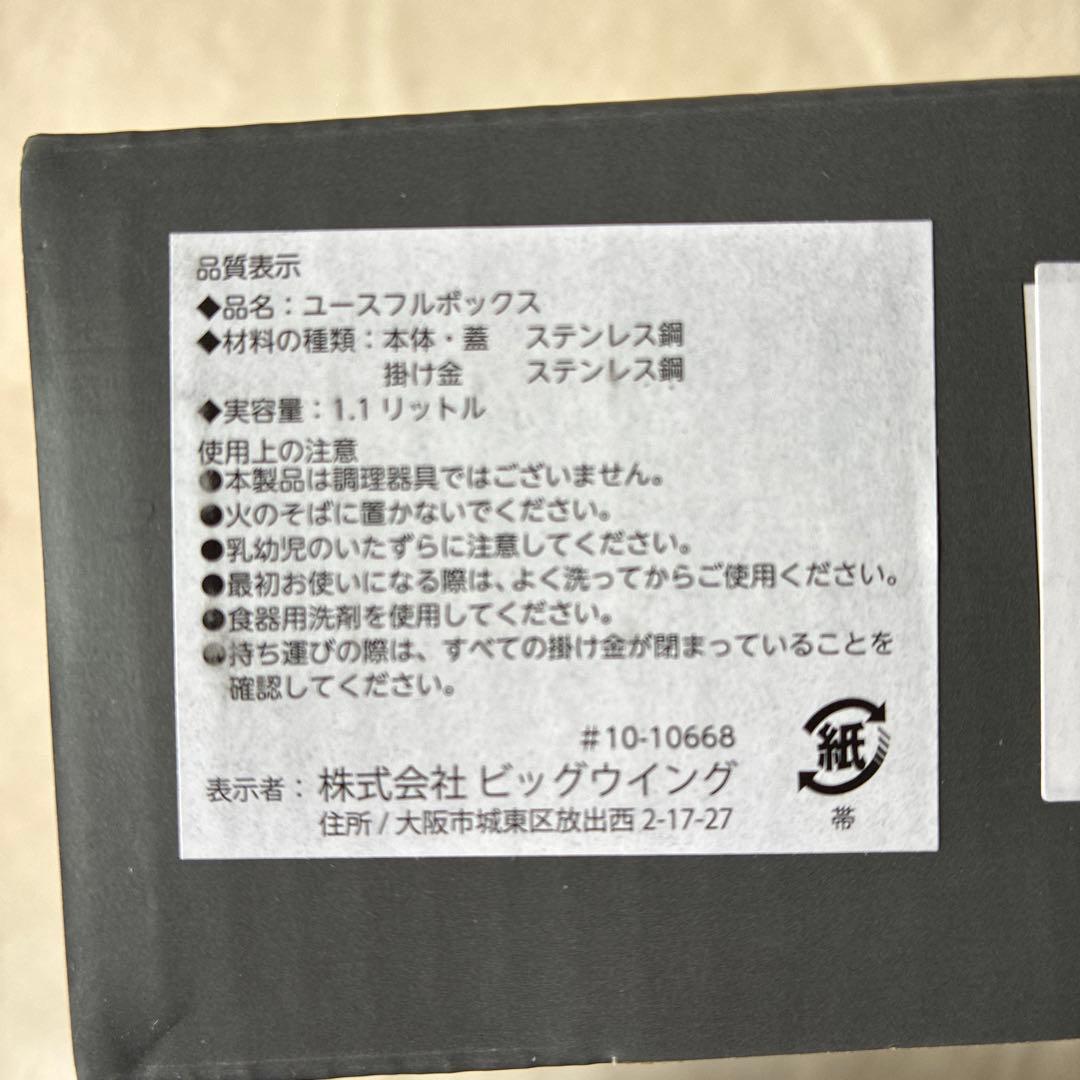 品質表示
◆品名：ユースフルボックス
◆材料の種類：本体・蓋　ステンレス鋼
掛け金　ステンレス鋼
◆実容量：1.1 リットル
使用上の注意
●本製品は調理器具ではございません。
●火のそばに置かないでください。
●乳幼児のいたずらに注意してください。
●最初お使いになる際は、よく洗ってからご使用ください。
●食器用洗剤を使用してください。
●持ち運びの際は、すべての掛け金が閉まっていることを
確認してください。
#10-10668
表示者：株式会社 ビッグウイング
住所 / 大阪市城東区放出西 2-17-27
紙
帯